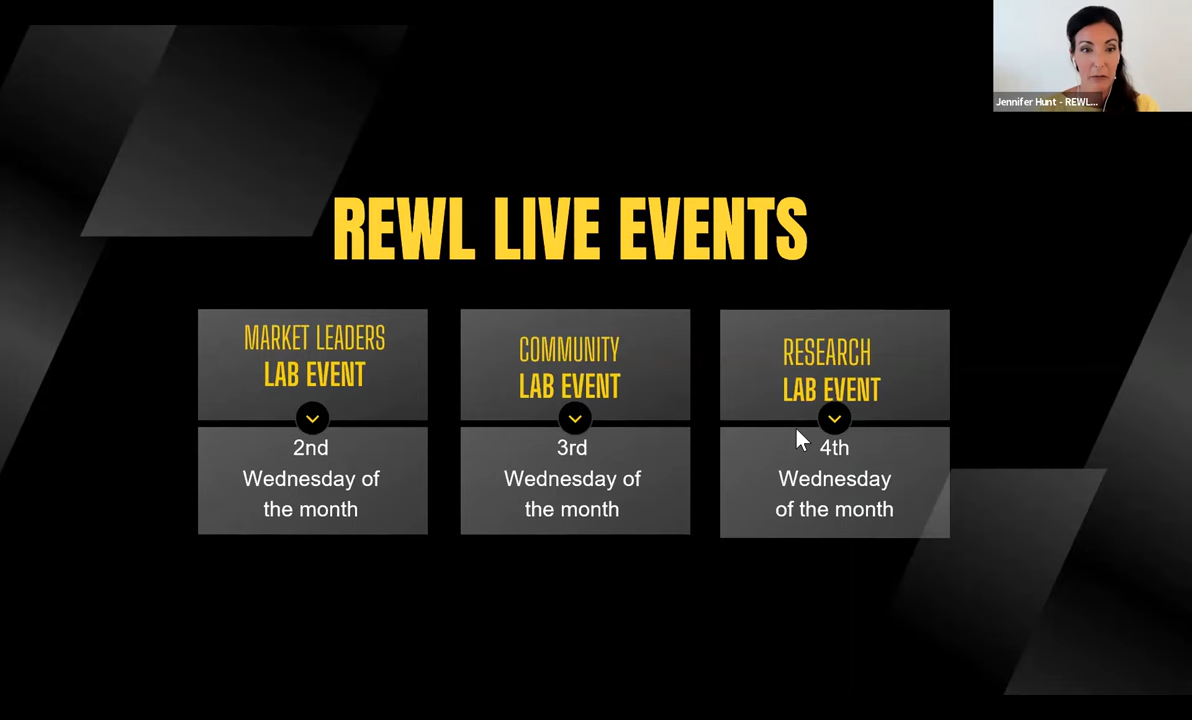 Jennifer Hunt - REWL...
REWL LIVE EVENTS
MARKET LEADERS
LAB EVENT
2nd
Wednesday of
the month
COMMUNITY
LAB EVENT
3rd
Wednesday of
the month
RESEARCH
LAB EVENT
4th
Wednesday
of the month